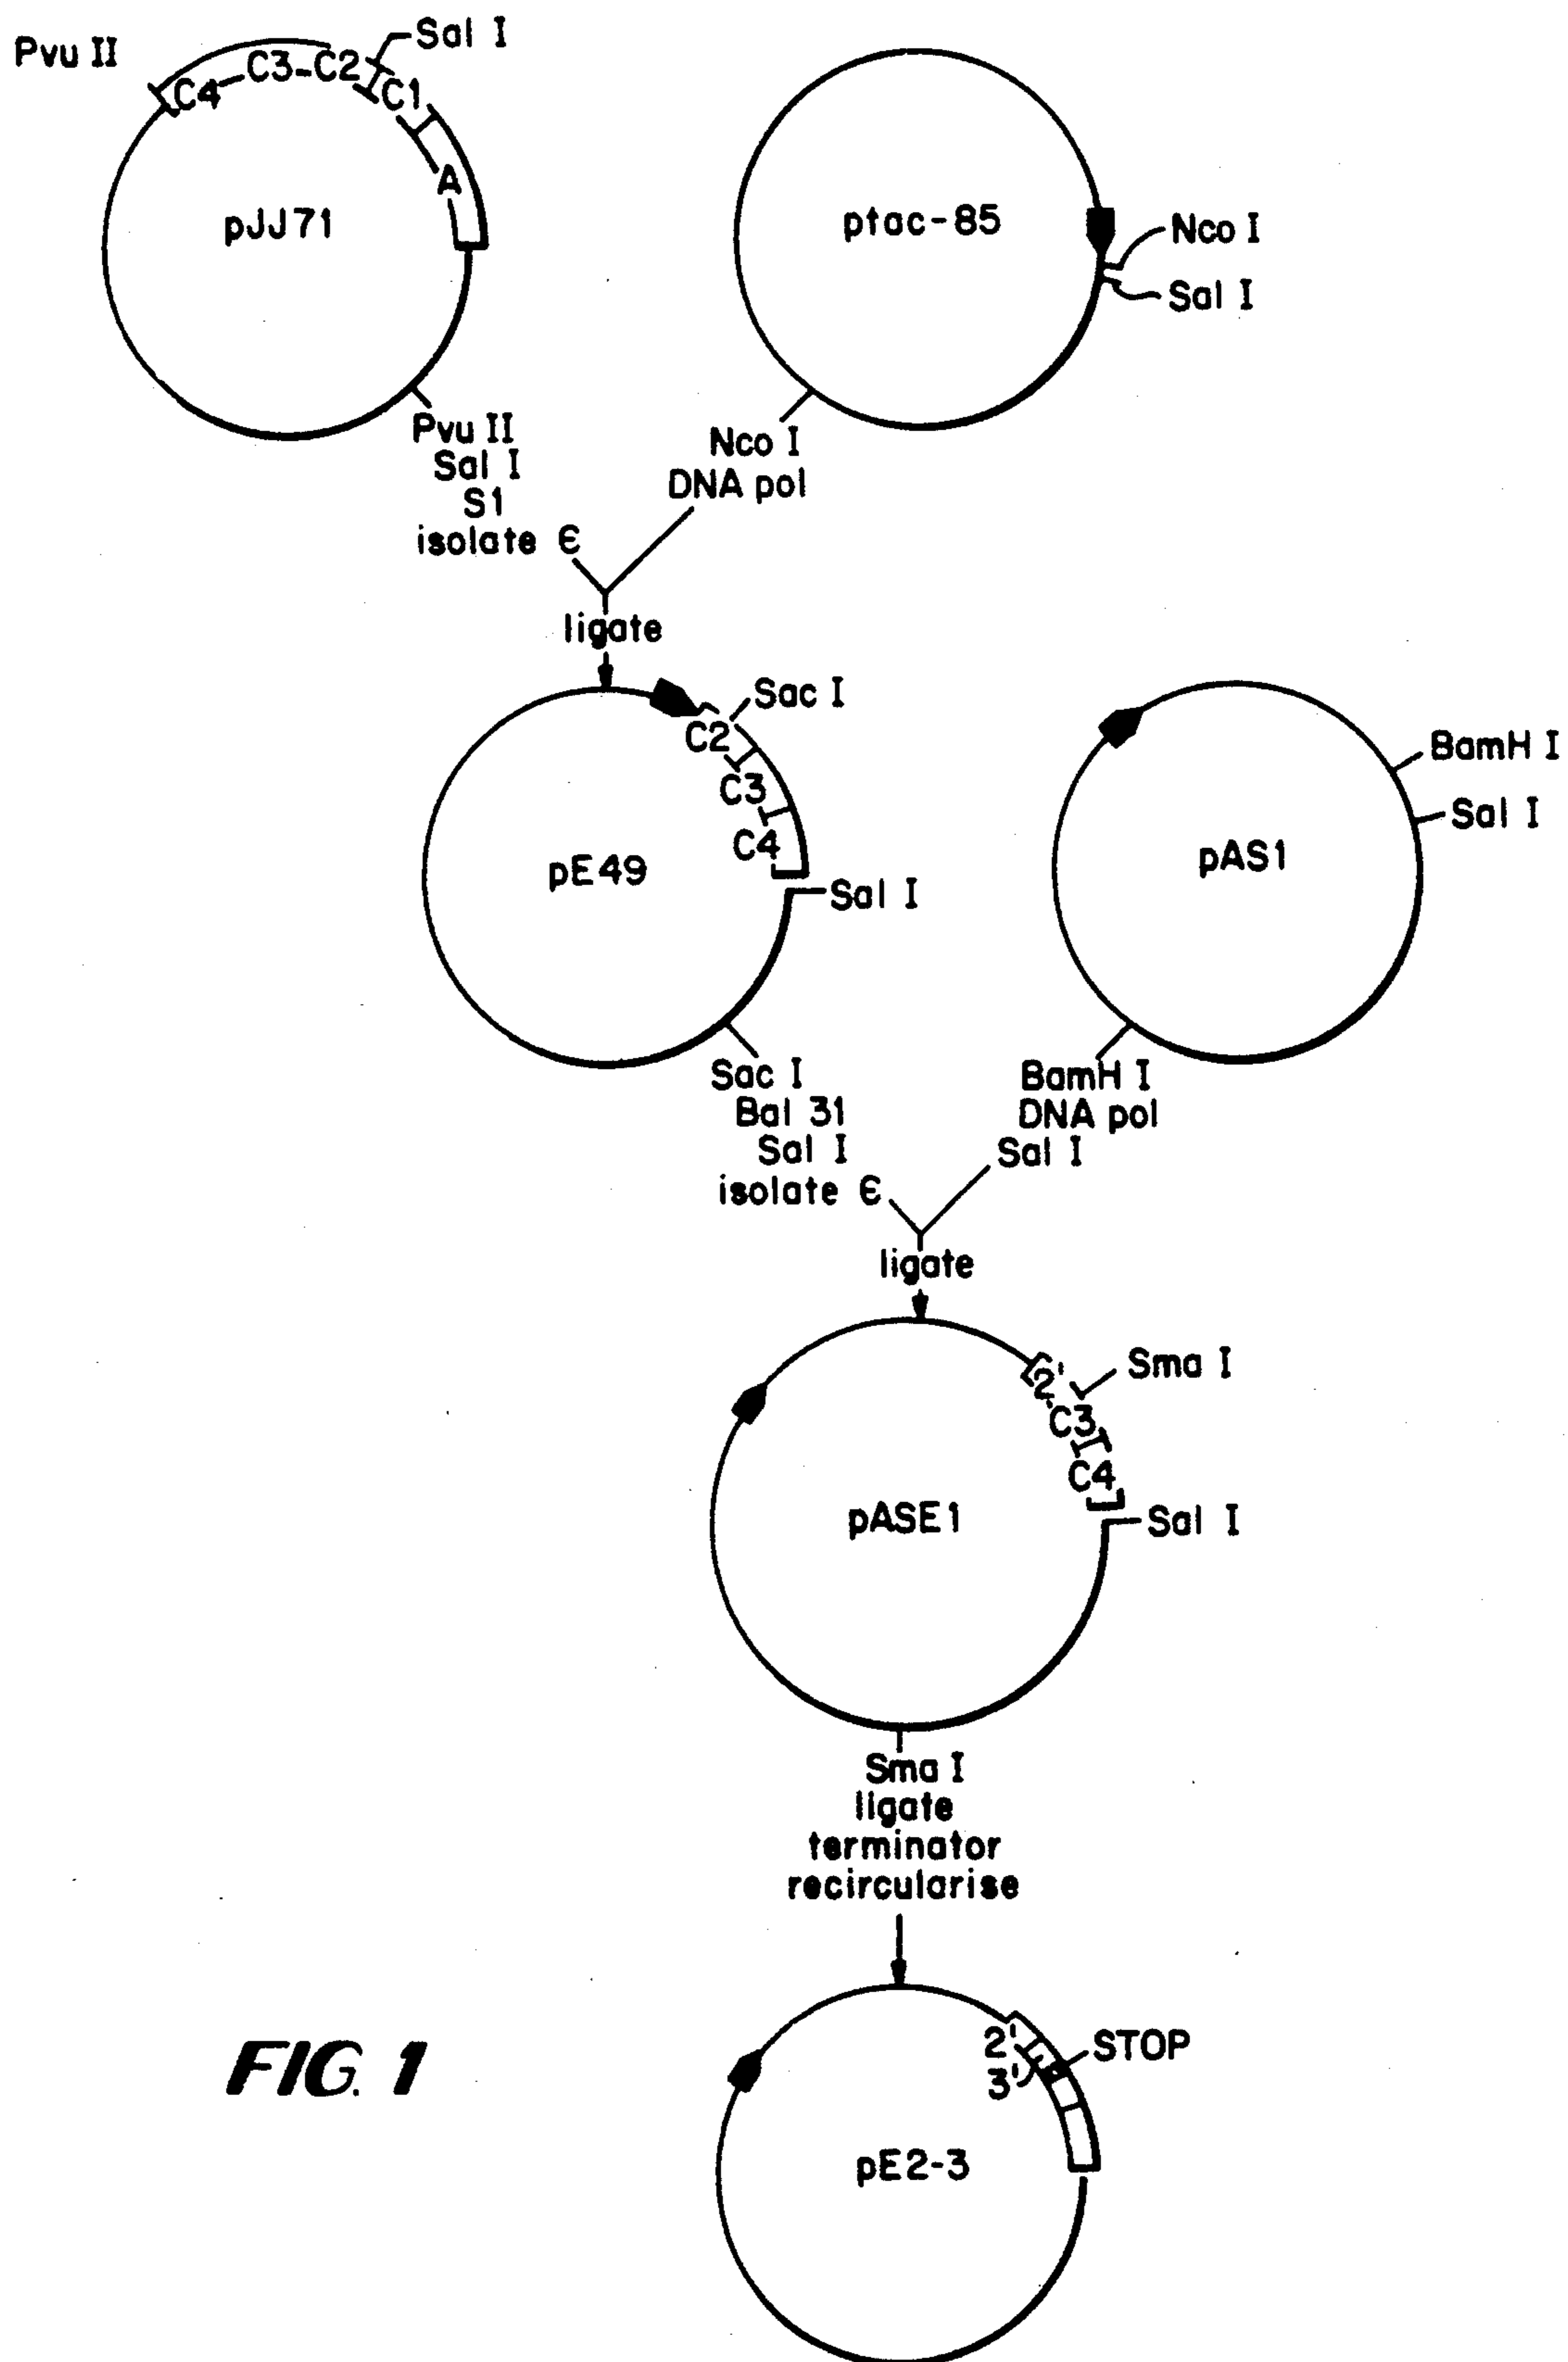 Pvu II
Sal I
C4
C3-C2
C1
A
pJJ71
ptac-85
Nco I
Sal I
Pvu II
Sal I
S1
isolate ϵ
Nco I
DNA pol
ligate
Sac I
C2
C3
C4
pE49
Sal I
BamH I
Sal I
pAS1
Sac I
Bal 31
Sal I
isolate ϵ
BamH I
DNA pol
Sal I
ligate
2'
Sma I
C3
C4
pASE1
Sal I
Sma I
ligate
terminator
recircularise
2'
STOP
3'
pE2-3
FIG. 1